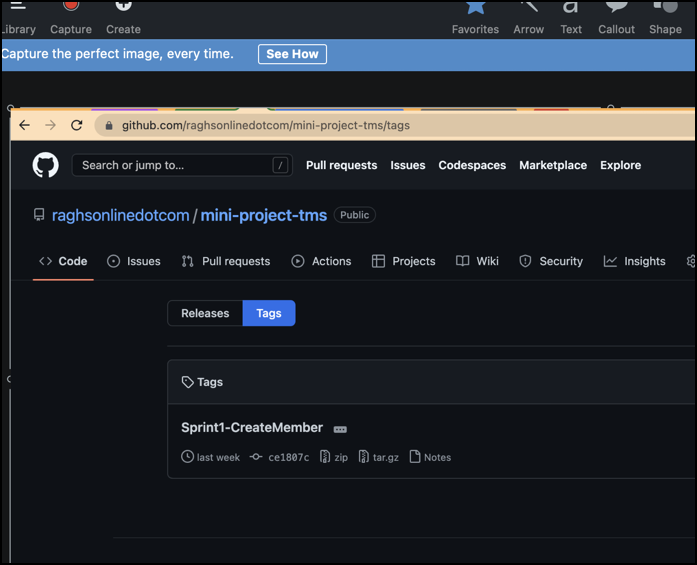 Library Capture Create Favorites Arrow Text Callout Shape
Capture the perfect image, every time. See How
github.com/raghsonlinedotcom/mini-project-tms/tags
Search or jump to... / Pull requests Issues Codespaces Marketplace Explore
raghsonlinedotcom / mini-project-tms Public
Code Issues Pull requests Actions Projects Wiki Security Insights
Releases Tags
Tags
Sprint1-CreateMember ...
last week ce1807c zip tar.gz Notes